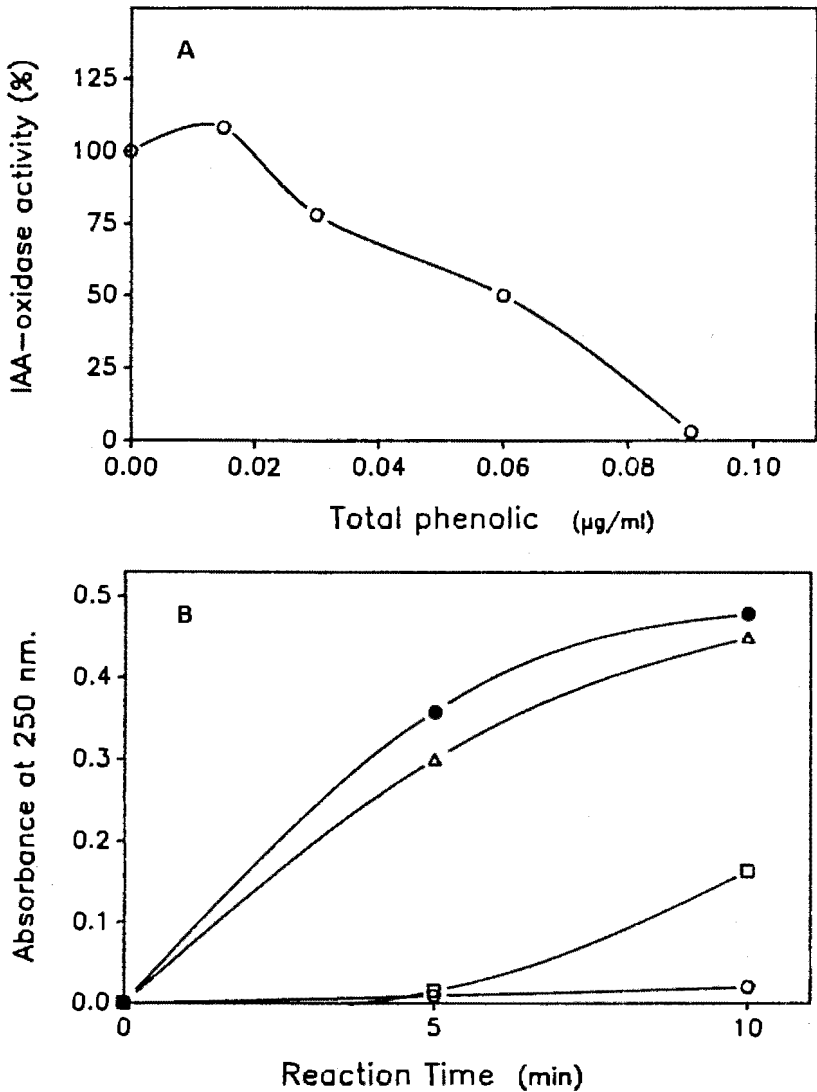 A
IAA-oxidase activity (%)
125
100
75
50
25
0
0.00 0.02 0.04 0.06 0.08 0.10
Total phenolic (µg/ml)
B
Absorbance at 250 nm.
0.5
0.4
0.3
0.2
0.1
0.0
0 5 10
Reaction Time (min)